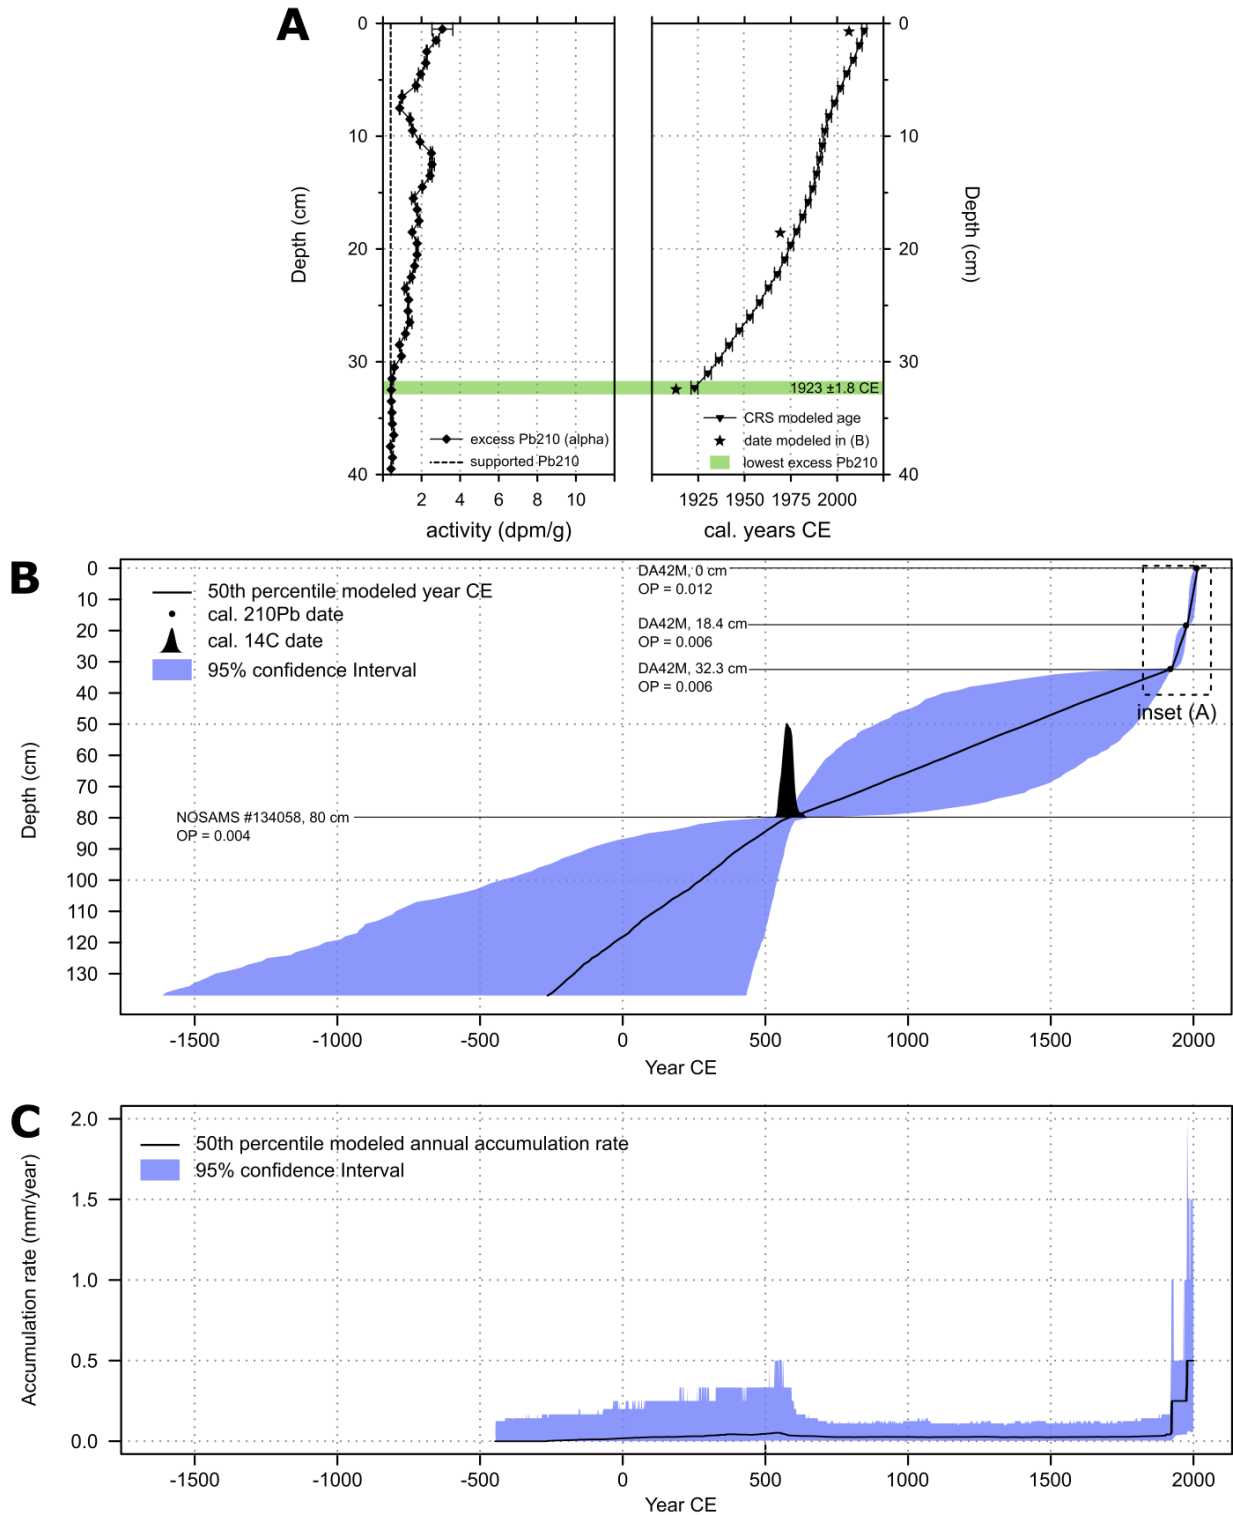 A
0
10
20
30
40
Depth (cm)
2
4
6
8
10
activity (dpm/g)
excess Pb210 (alpha)
supported Pb210
0
10
20
30
40
Depth (cm)
1923 ±1.8 CE
CRS modeled age
date modeled in (B)
lowest excess Pb210
1925
1950
1975
2000
cal. years CE
B
0
10
20
30
40
50
60
70
80
90
100
110
120
130
Depth (cm)
50th percentile modeled year CE
cal. 210Pb date
cal. 14C date
95% confidence Interval
DA42M, 0 cm
OP = 0.012
DA42M, 18.4 cm
OP = 0.006
DA42M, 32.3 cm
OP = 0.006
inset (A)
NOSAMS #134058, 80 cm
OP = 0.004
-1500
-1000
-500
0
500
1000
1500
2000
Year CE
C
2.0
1.5
1.0
0.5
0.0
Accumulation rate (mm/year)
50th percentile modeled annual accumulation rate
95% confidence Interval
-1500
-1000
-500
0
500
1000
1500
2000
Year CE